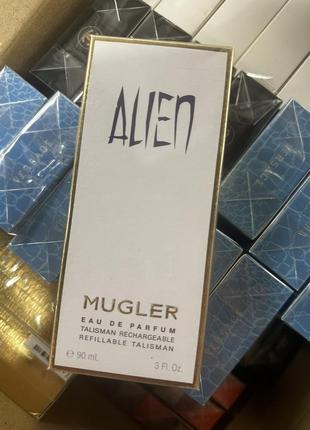 ALIEN
MUGLER
EAU DE PARFUM
TALISMAN RECHARGEABLE
REFILLABLE TALISMAN
℮ 90 mL 3 Fl. Oz.